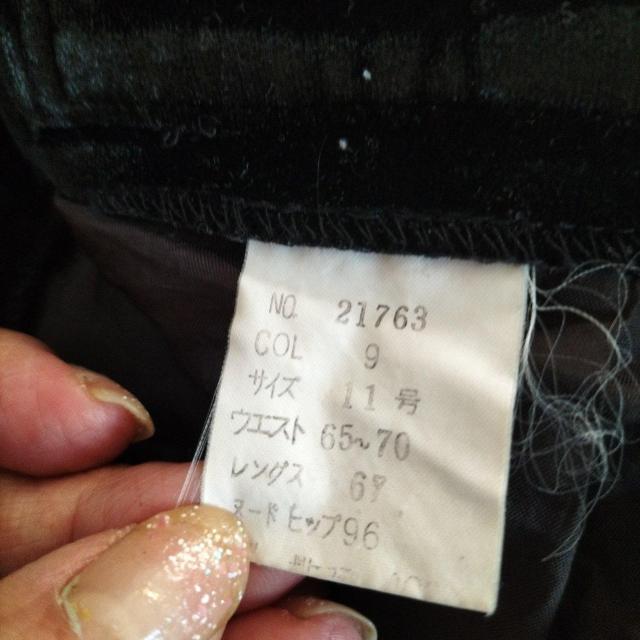 NO. 21763
COL 9
サイズ 11号
ウエスト 65~70
レングス 67
ヌードヒップ96